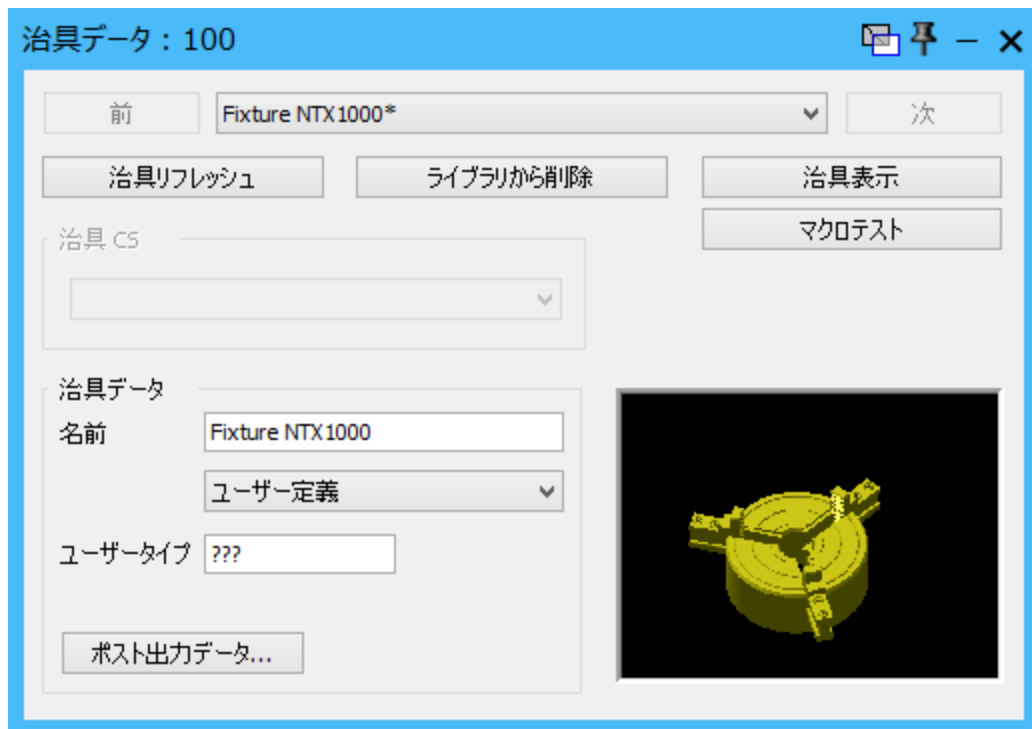 治具データ : 100
前
Fixture NTX1000*
次
治具リフレッシュ
ライブラリから削除
治具表示
マクロテスト
治具 CS
治具データ
名前
Fixture NTX1000
ユーザー定義
ユーザータイプ
???
ポスト出力データ...